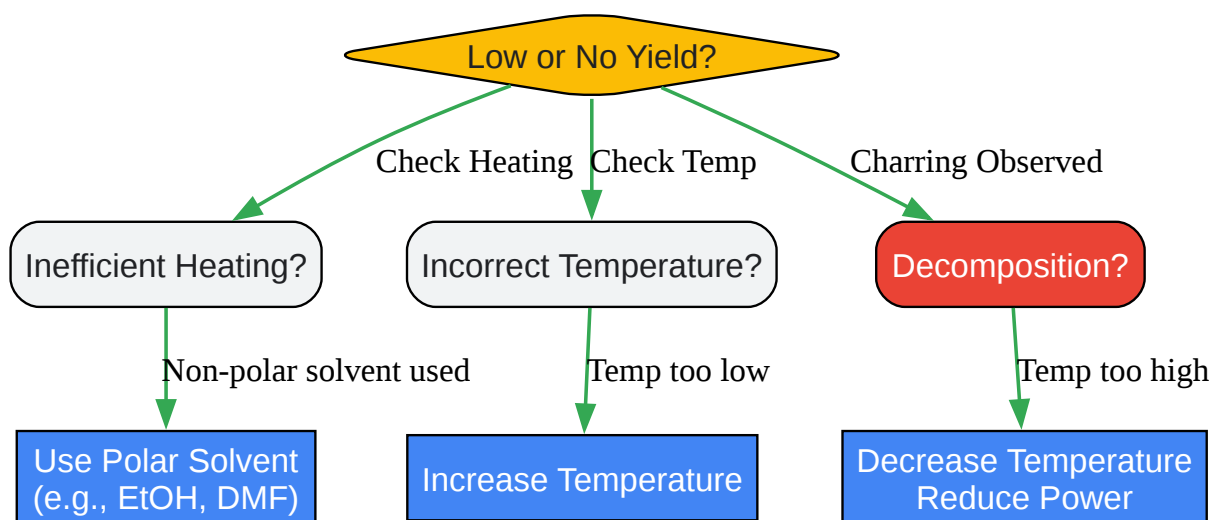 Low or No Yield?
Check Heating
Check Temp
Charring Observed
Inefficient Heating?
Incorrect Temperature?
Decomposition?
Non-polar solvent used
Temp too low
Temp too high
Use Polar Solvent
(e.g., EtOH, DMF)
Increase Temperature
Decrease Temperature
Reduce Power